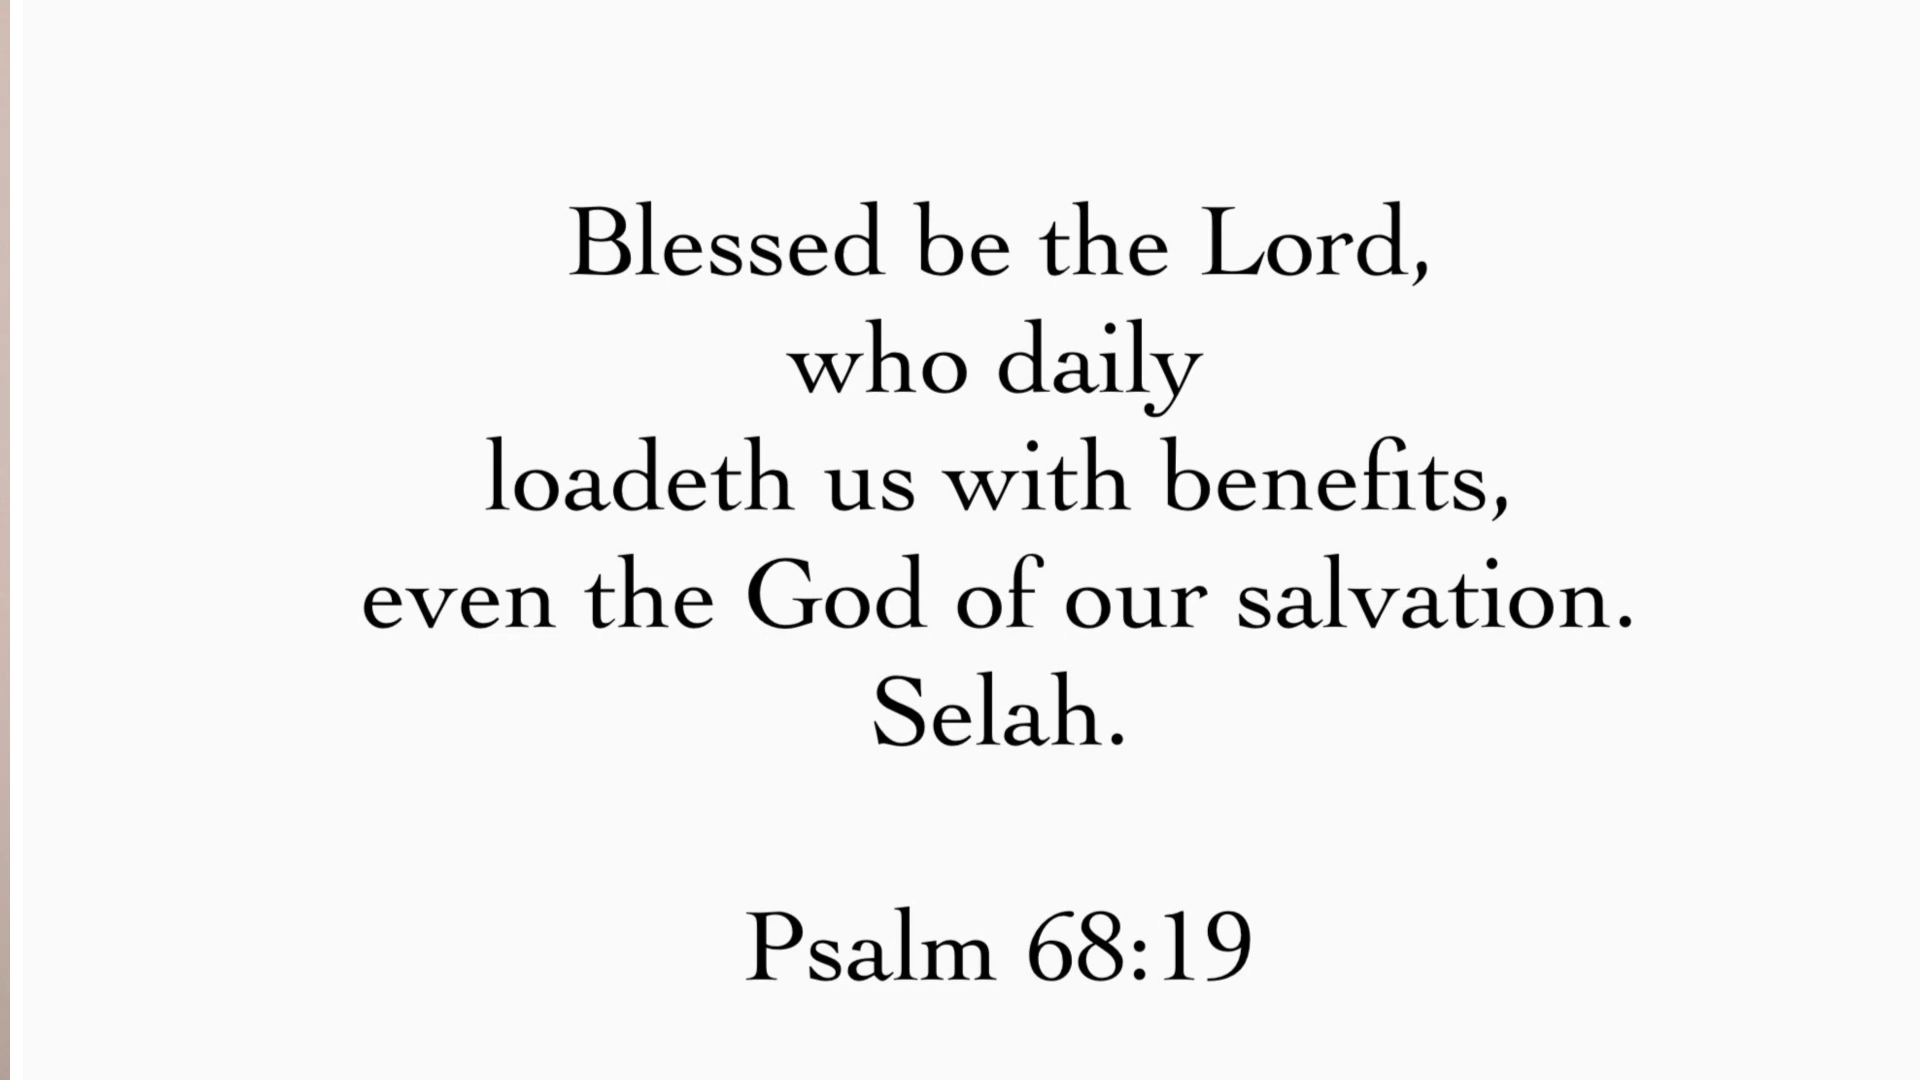 Blessed be the Lord,
who daily
loadeth us with benefits,
even the God of our salvation.
Selah.
Psalm 68:19